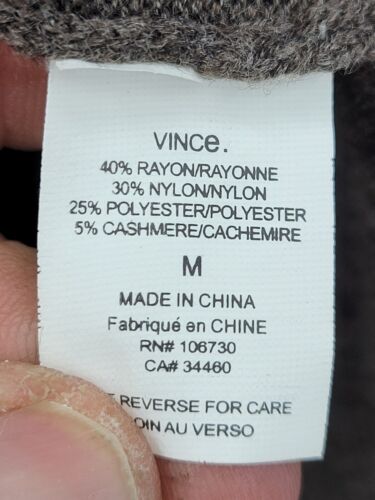 VINCe.
40% RAYON/RAYONNE
30% NYLON/NYLON
25% POLYESTER/POLYESTER
5% CASHMERE/CACHEMIRE
M
MADE IN CHINA
Fabriqué en CHINE
RN# 106730
CA# 34460
REVERSE FOR CARE
AU VERSO